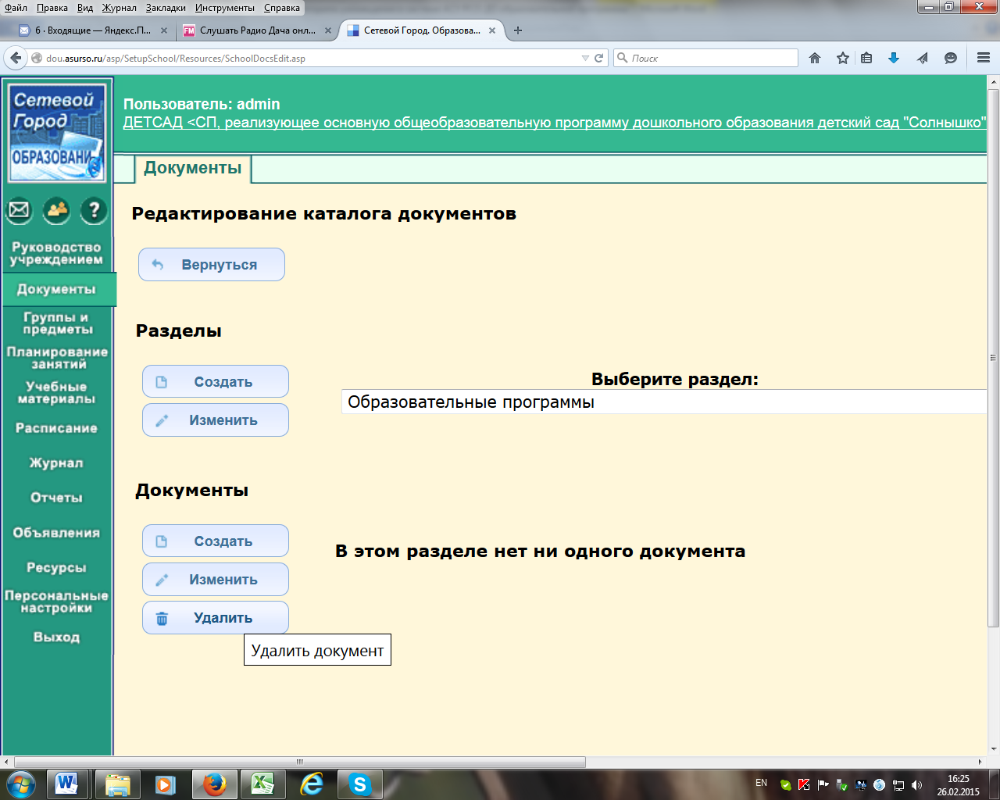 Файл Правка Вид Журнал Закладки Инструменты Справка
6 · Входящие — Яндекс.П...
Слушать Радио Дача онл...
Сетевой Город. Образова...
dou.asurso.ru/asp/SetupSchool/Resources/SchoolDocsEdit.asp
Поиск
Сетевой
Город
ОБРАЗОВАНИ
Пользователь: admin
ДЕТСАД <СП, реализующее основную общеобразовательную программу дошкольного образования детский сад "Солнышко"
Документы
Редактирование каталога документов
Вернуться
Руководство
учреждением
Документы
Группы и
предметы
Планирование
занятий
Учебные
материалы
Расписание
Журнал
Отчеты
Объявления
Ресурсы
Персональные
настройки
Выход
Разделы
Создать
Изменить
Выберите раздел:
Образовательные программы
Документы
Создать
Изменить
Удалить
В этом разделе нет ни одного документа
Удалить документ
EN
16:25
26.02.2015